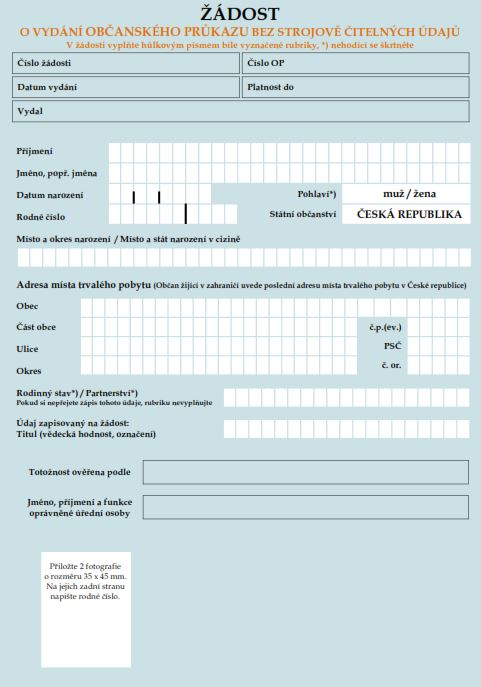 ŽÁDOST
O VYDÁNÍ OBČANSKÉHO PRŮKAZU BEZ STROJOVĚ ČITELNÝCH ÚDAJŮ
V žádosti vyplňte hůlkovým písmem bíle vyznačené rubriky, *) nehodící se škrtněte
Číslo žádosti
Číslo OP
Datum vydání
Platnost do
Vydal
Příjmení
Jméno, popř. jména
Datum narození
Pohlaví*)
muž / žena
Rodné číslo
Státní občanství
ČESKÁ REPUBLIKA
Místo a okres narození / Místo a stát narození v cizině
Adresa místa trvalého pobytu (Občan žijící v zahraničí uvede poslední adresu místa trvalého pobytu v České republice)
Obec
Část obce
č.p.(ev.)
Ulice
PSČ
Okres
č. or.
Rodinný stav*) / Partnerství*)
Pokud si nepřejete zápis tohoto údaje, rubriku nevyplňujte
Údaj zapisovaný na žádost:
Titul (vědecká hodnost, označení)
Totožnost ověřena podle
Jméno, příjmení a funkce
oprávněné úřední osoby
Přiložte 2 fotografie
o rozměru 35 x 45 mm.
Na jejich zadní stranu
napište rodné číslo.